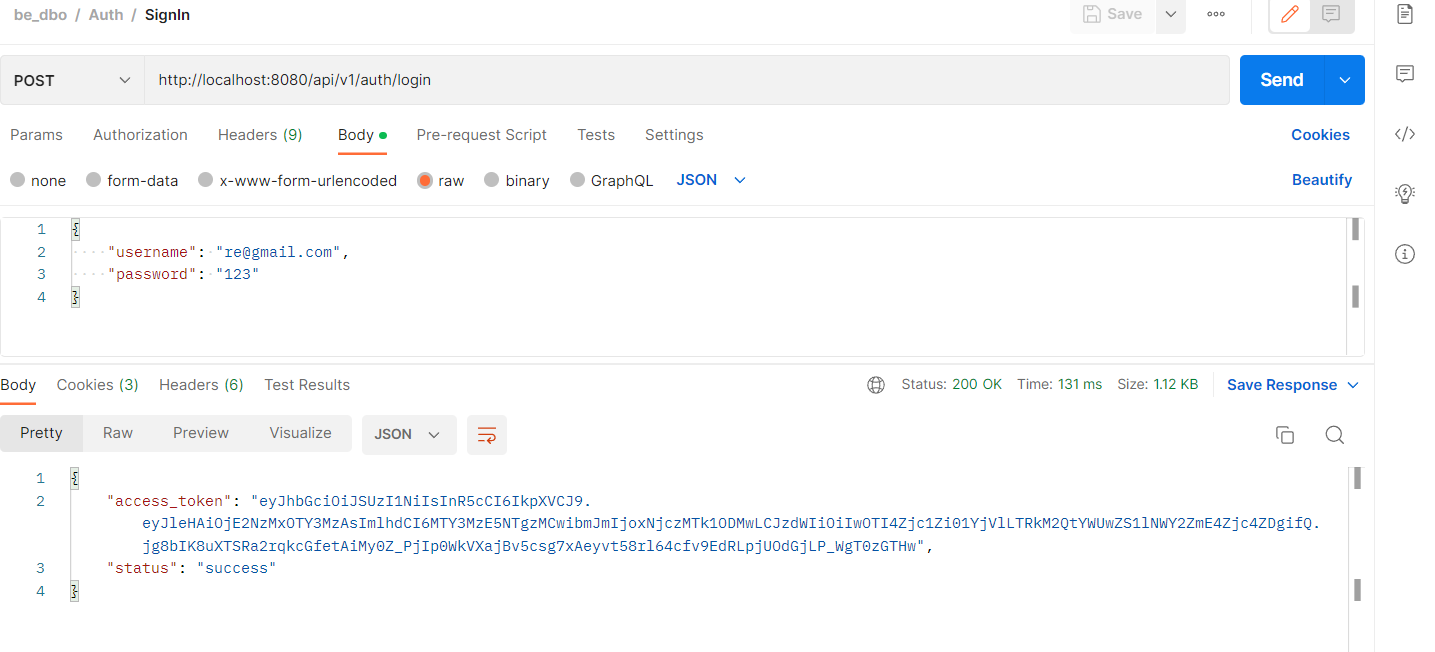 be_dbo / Auth / SignIn
Save
POST
http://localhost:8080/api/v1/auth/login
Send
Params Authorization Headers (9) Body Pre-request Script Tests Settings Cookies
none form-data x-www-form-urlencoded raw binary GraphQL JSON Beautify
1 {
2 "username": "re@gmail.com",
3 "password": "123"
4 }
Body Cookies (3) Headers (6) Test Results Status: 200 OK Time: 131 ms Size: 1.12 KB Save Response
Pretty Raw Preview Visualize JSON
1 {
2 "access_token": "eyJhbGciOiJSUzI1NiIsInR5cCI6IkpXVCJ9.
eyJleHAiOjE2NzMxOTY3MzAsImlhdCI6MTY3MzE5NTgzMCwibmJmIjoxNjczMTk1ODMwLCJzdWIiOiIwOTI4Zjc1Zi01YjVlLTRkM2QtYWUwZS1lNWY2ZmE4Zjc4ZDgifQ.
jg8bIK8uXTSRa2rqkcGfetAiMy0Z_PjIp0WkVXajBv5csg7xAeyvt58rl64cfv9EdRLpjUOdGjLP_WgT0zGTHw",
3 "status": "success"
4 }